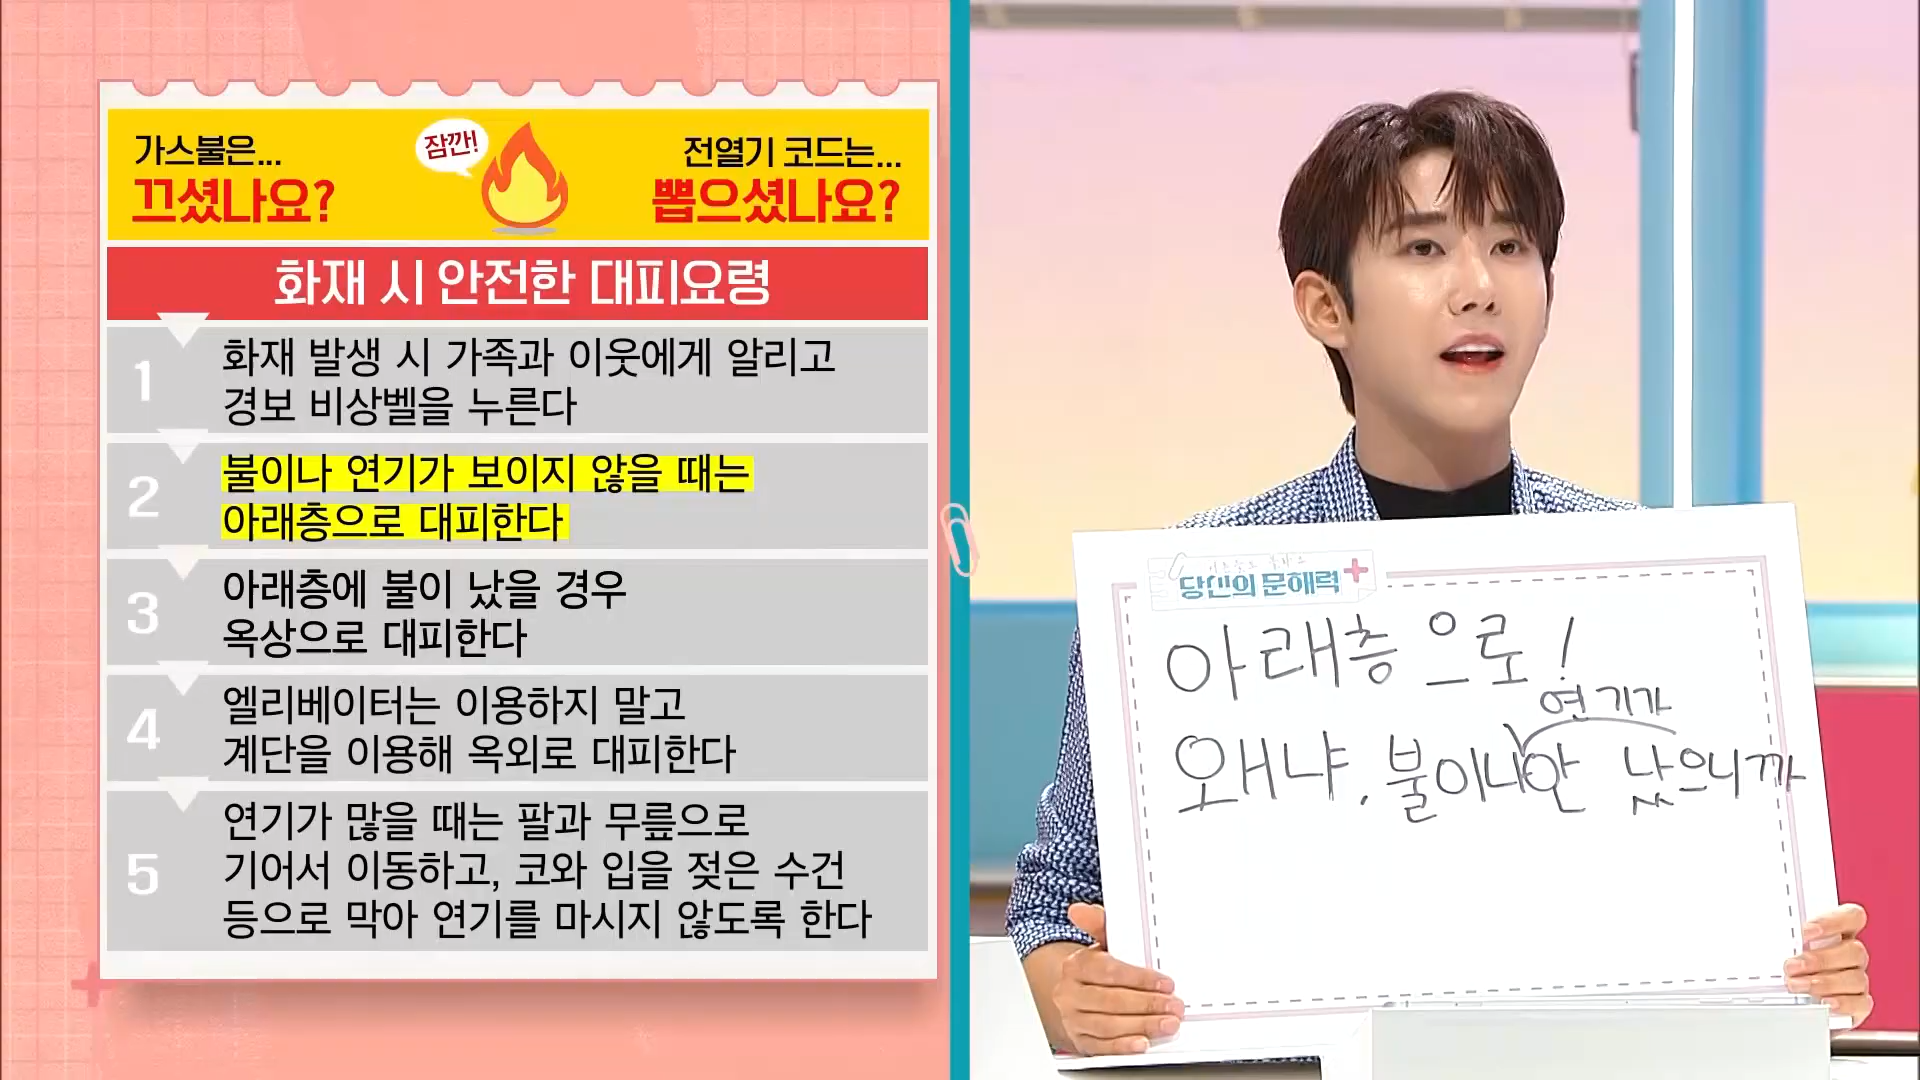 가스불은...
끄셨나요?
잠깐!
전열기 코드는...
뽑으셨나요?
화재 시 안전한 대피요령
1
화재 발생 시 가족과 이웃에게 알리고
경보 비상벨을 누른다
2
불이나 연기가 보이지 않을 때는
아래층으로 대피한다
3
아래층에 불이 났을 경우
옥상으로 대피한다
4
엘리베이터는 이용하지 말고
계단을 이용해 옥외로 대피한다
5
연기가 많을 때는 팔과 무릎으로
기어서 이동하고, 코와 입을 젖은 수건
등으로 막아 연기를 마시지 않도록 한다
당신의 문해력
아래층으로!
연기가
왜냐. 불이나 안 났으니까